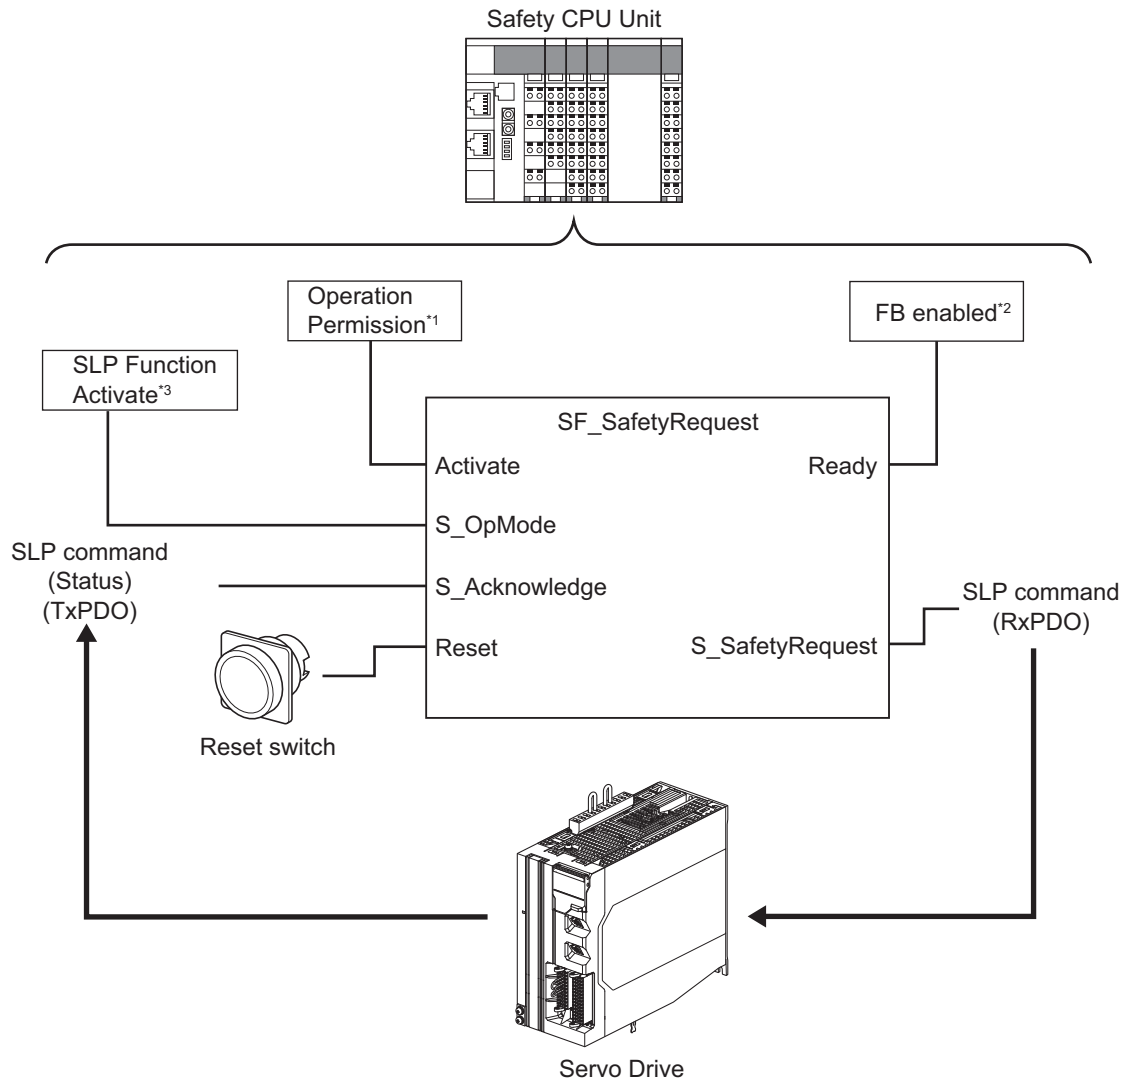 Safety CPU Unit
Operation
Permission*1
FB enabled*2
SLP Function
Activate*3
SF_SafetyRequest
Activate
Ready
S_OpMode
SLP command
(Status)
(TxPDO)
S_Acknowledge
SLP command
(RxPDO)
Reset
S_SafetyRequest
Reset switch
Servo Drive